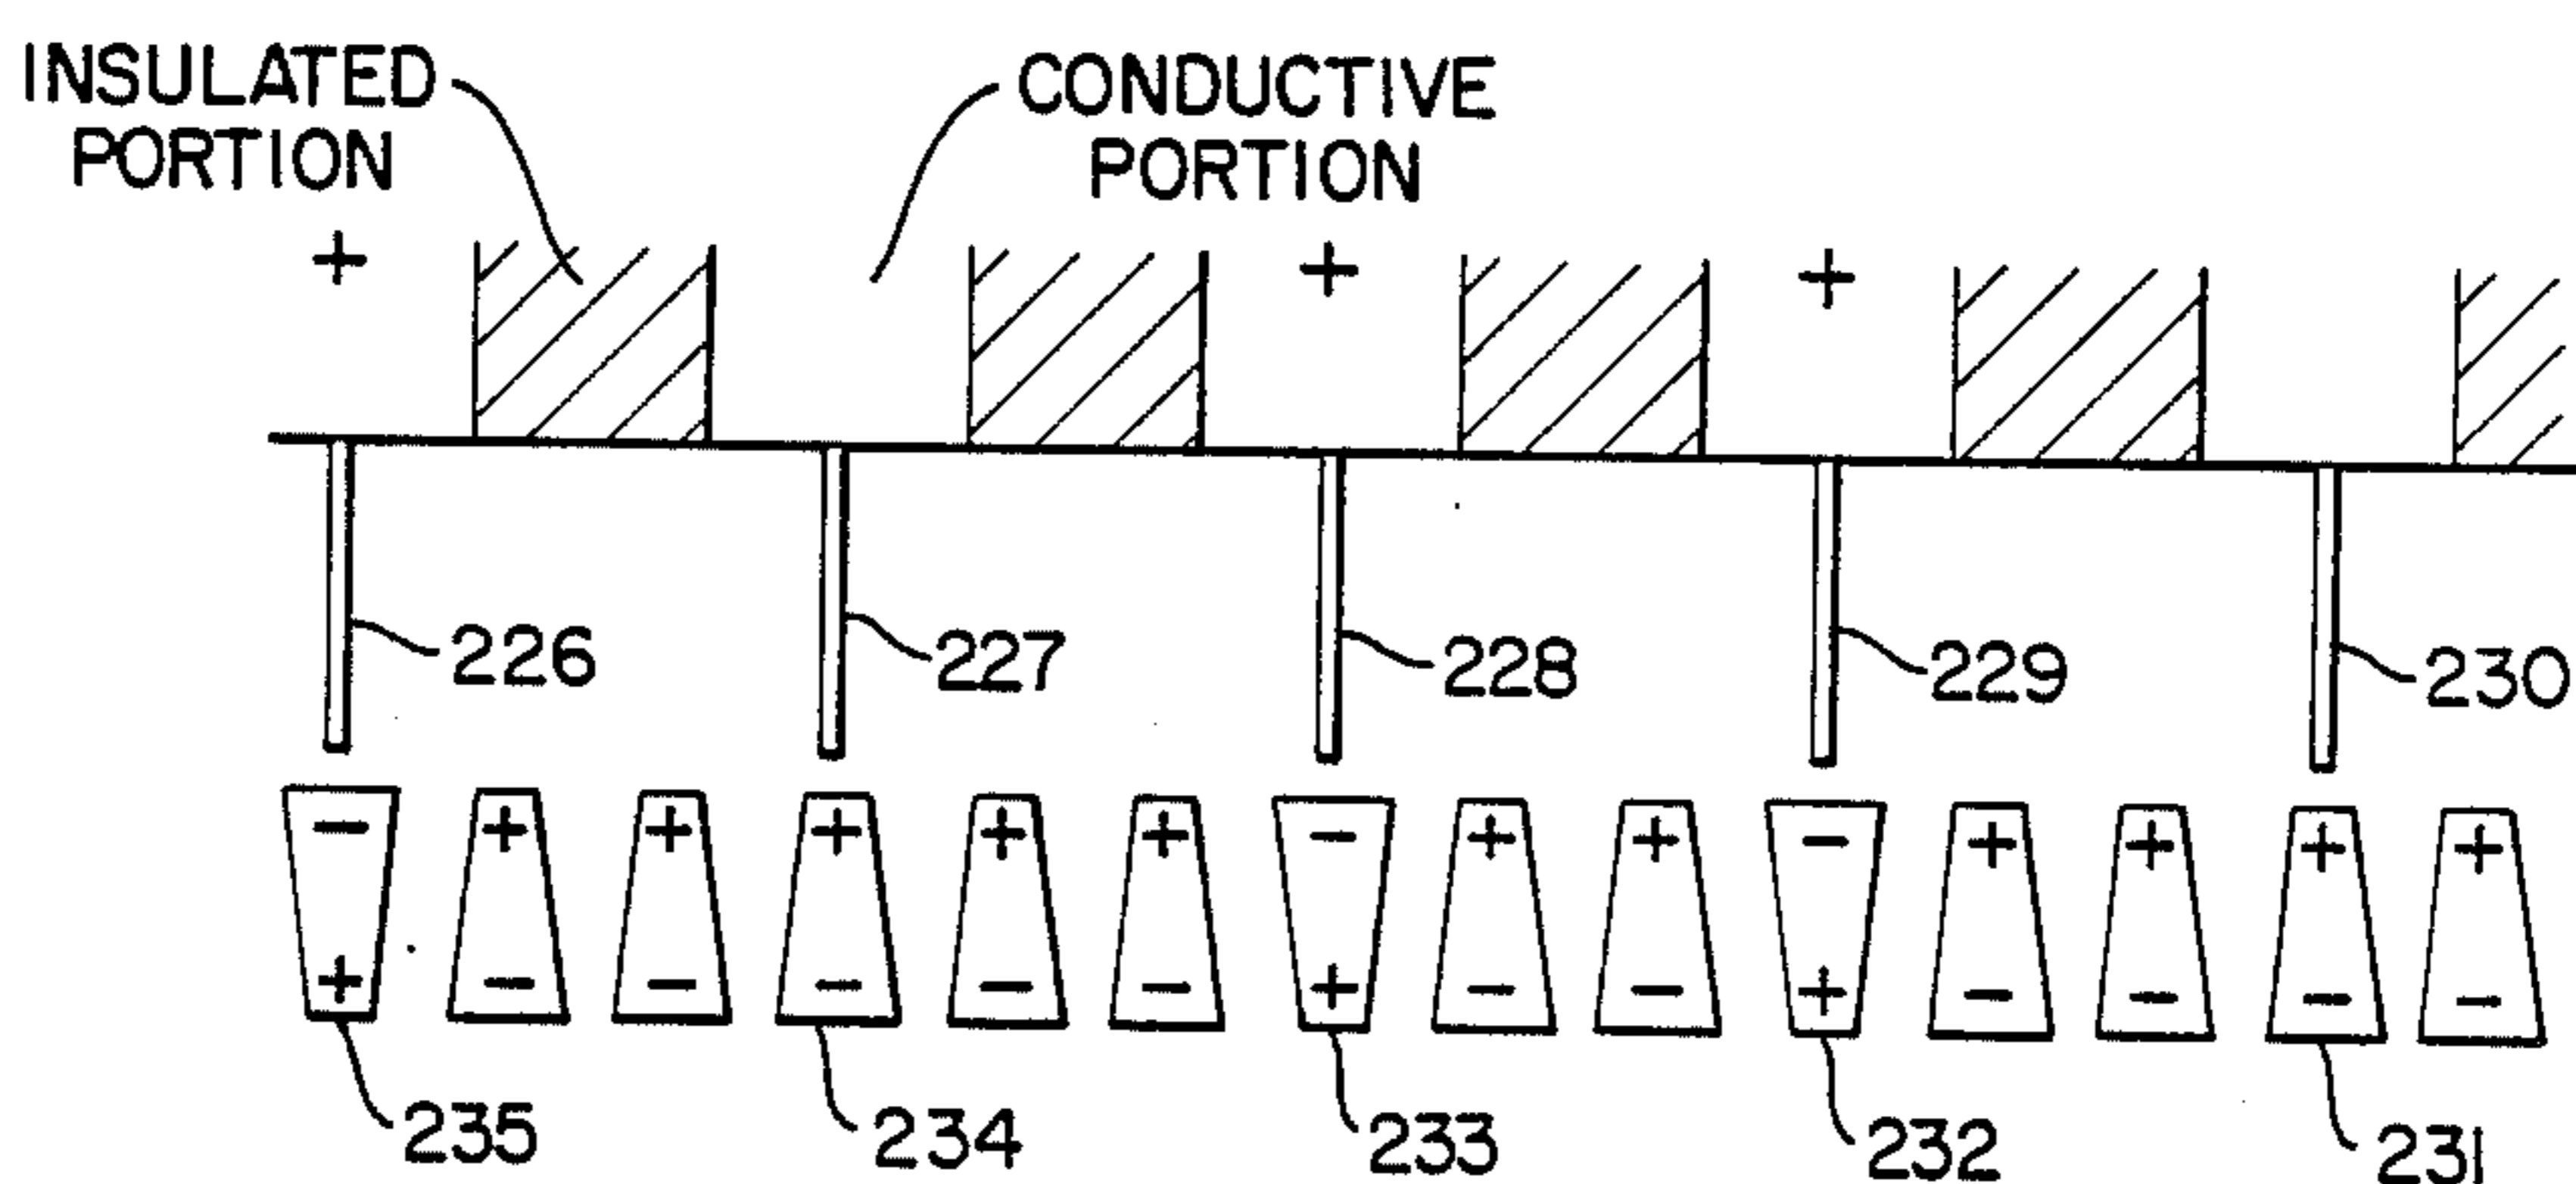 INSULATED
PORTION
CONDUCTIVE
PORTION
+ + +
226 227 228 229 230
− + + + + + − + + − + + + +
+ − − − − − + − − + − − − −
235 234 233 232 231